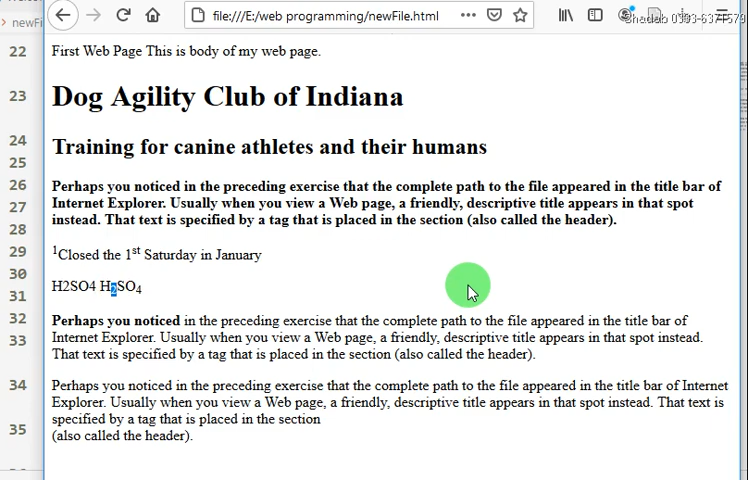 newFi
file:///E:/web programming/newFile.html
22
First Web Page This is body of my web page.
23
Dog Agility Club of Indiana
24
Training for canine athletes and their humans
25
26
Perhaps you noticed in the preceding exercise that the complete path to the file appeared in the title bar of
27
Internet Explorer. Usually when you view a Web page, a friendly, descriptive title appears in that spot
28
instead. That text is specified by a tag that is placed in the section (also called the header).
29
1Closed the 1st Saturday in January
30
H2SO4 H2SO4
31
32
Perhaps you noticed in the preceding exercise that the complete path to the file appeared in the title bar of
33
Internet Explorer. Usually when you view a Web page, a friendly, descriptive title appears in that spot instead.
That text is specified by a tag that is placed in the section (also called the header).
34
Perhaps you noticed in the preceding exercise that the complete path to the file appeared in the title bar of Internet
Explorer. Usually when you view a Web page, a friendly, descriptive title appears in that spot instead. That text is
specified by a tag that is placed in the section
35
(also called the header).